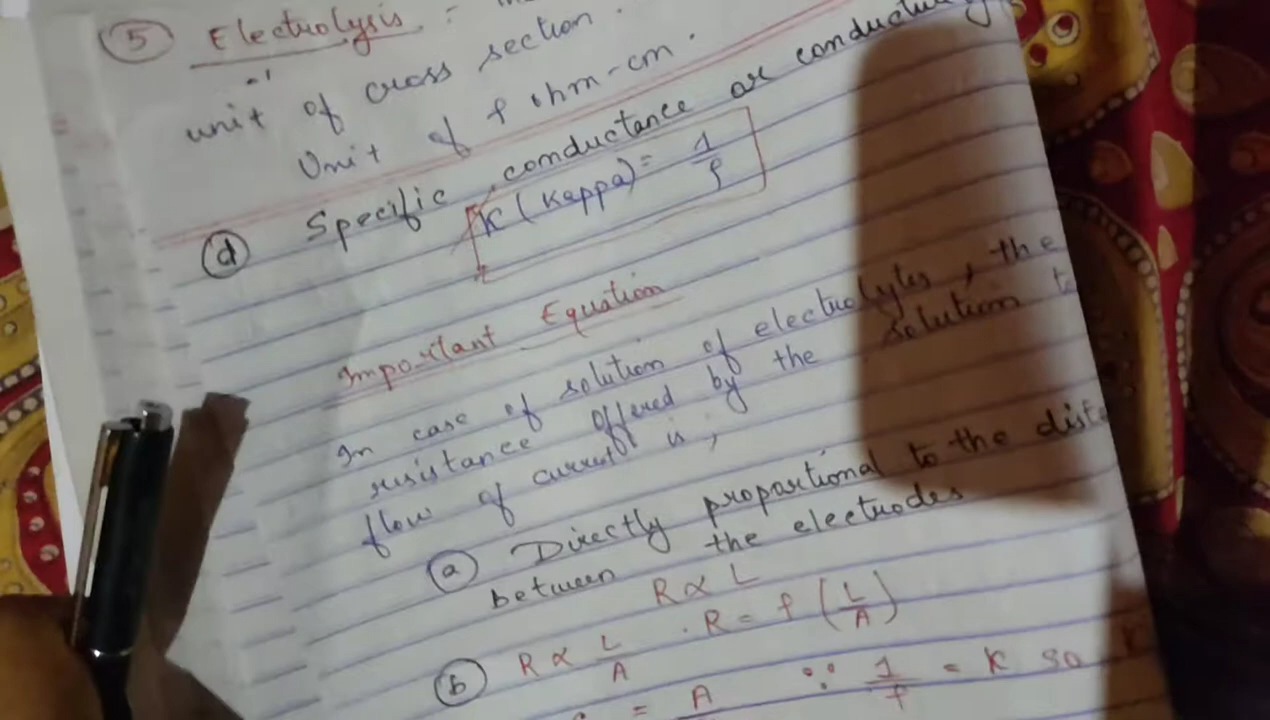 ⑤ Electrolysis :
unit of cross section.
Unit of ρ ohm-cm.
ⓓ Specific conductance or
K (Kappa) = 1/ρ
Important Equation
In case of solution of electrolytes, the
resistance offered by the solution to
flow of current is,
ⓐ Directly proportional to the
between the electrodes
R ∝ L
ⓑ R ∝ L/A . R = ρ (L/A)
= A ∵ 1/ρ = K so